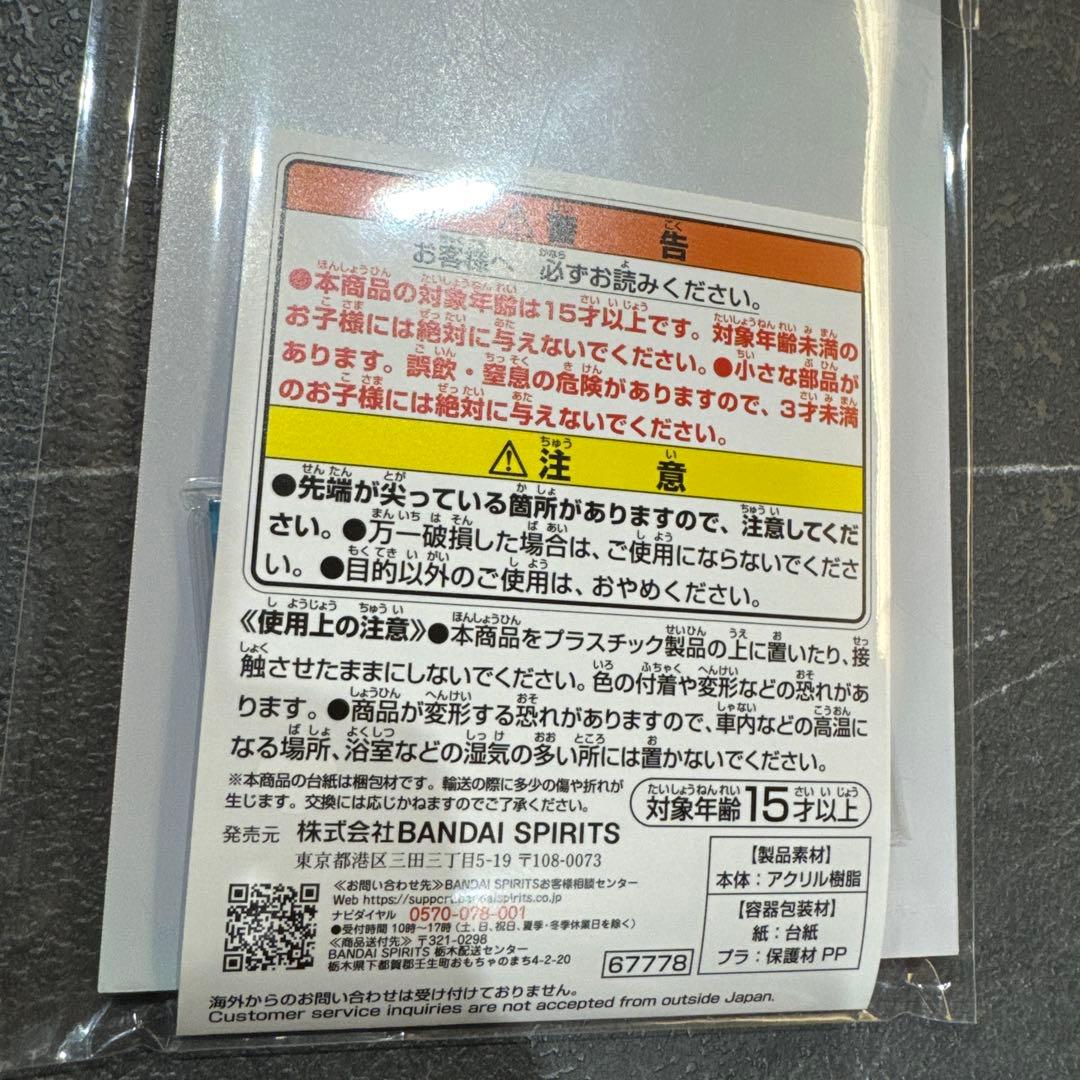 ⚠警告
お客様へ 必ずお読みください。
●本商品の対象年齢は15才以上です。対象年齢未満の
お子様には絶対に与えないでください。●小さな部品が
あります。誤飲・窒息の危険がありますので、3才未満
のお子様には絶対に与えないでください。
⚠注意
●先端が尖っている箇所がありますので、注意してくだ
さい。●万一破損した場合は、ご使用にならないでくださ
い。●目的以外のご使用は、おやめください。
《使用上の注意》●本商品をプラスチック製品の上に置いたり、接
触させたままにしないでください。色の付着や変形などの恐れがあ
ります。●商品が変形する恐れがありますので、車内などの高温に
なる場所、浴室などの湿気の多い所には置かないでください。
※本商品の台紙は梱包材です。輸送の際に多少の傷や折れが
生じます。交換には応じかねますのでご了承ください。
対象年齢15才以上
発売元 株式会社BANDAI SPIRITS
東京都港区三田三丁目5-19 〒108-0073
≪お問い合わせ先≫BANDAI SPIRITSお客様相談センター
Web https://support.bandaispirits.co.jp
ナビダイヤル 0570-078-001
●受付時間 10時~17時(土、日、祝日、夏季・冬季休業日を除く)
≪商品送付先≫〒321-0298
BANDAI SPIRITS 栃木配送センター
栃木県下都賀郡壬生町おもちゃのまち4-2-20
67778
【製品素材】
本体：アクリル樹脂
【容器包装材】
紙：台紙
プラ：保護材 PP
海外からのお問い合わせは受け付けておりません。
Customer service inquiries are not accepted from outside Japan.